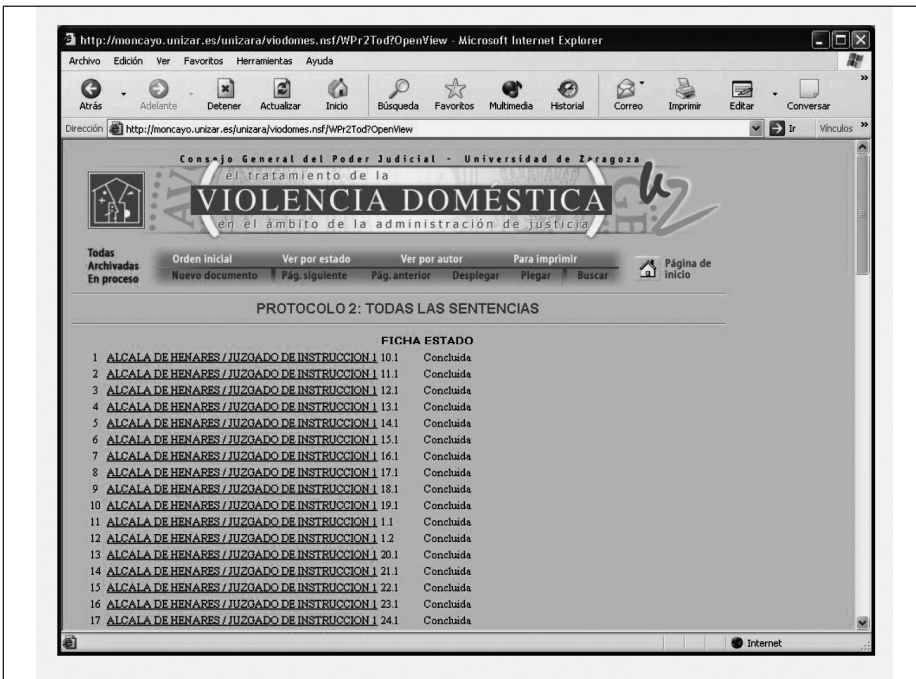 http://moncayo.unizar.es/unizara/viodomes.nsf/WPr2Tod?OpenView - Microsoft Internet Explorer
Archivo Edición Ver Favoritos Herramientas Ayuda
Atrás Adelante Detener Actualizar Inicio Búsqueda Favoritos Multimedia Historial Correo Imprimir Editar Conversar
Dirección http://moncayo.unizar.es/unizara/viodomes.nsf/WPr2Tod?OpenView Ir Vínculos
Consejo General del Poder Judicial - Universidad de Zaragoza
el tratamiento de la
VIOLENCIA DOMÉSTICA
en el ámbito de la administración de justicia
uz
Todas
Archivadas
En proceso
Orden inicial Ver por estado Ver por autor Para imprimir
Nuevo documento Pág. siguiente Pág. anterior Desplegar Plegar Buscar
Página de
inicio
PROTOCOLO 2: TODAS LAS SENTENCIAS
FICHA ESTADO
1 ALCALA DE HENARES / JUZGADO DE INSTRUCCION 1 10.1 Concluida
2 ALCALA DE HENARES / JUZGADO DE INSTRUCCION 1 11.1 Concluida
3 ALCALA DE HENARES / JUZGADO DE INSTRUCCION 1 12.1 Concluida
4 ALCALA DE HENARES / JUZGADO DE INSTRUCCION 1 13.1 Concluida
5 ALCALA DE HENARES / JUZGADO DE INSTRUCCION 1 14.1 Concluida
6 ALCALA DE HENARES / JUZGADO DE INSTRUCCION 1 15.1 Concluida
7 ALCALA DE HENARES / JUZGADO DE INSTRUCCION 1 16.1 Concluida
8 ALCALA DE HENARES / JUZGADO DE INSTRUCCION 1 17.1 Concluida
9 ALCALA DE HENARES / JUZGADO DE INSTRUCCION 1 18.1 Concluida
10 ALCALA DE HENARES / JUZGADO DE INSTRUCCION 1 19.1 Concluida
11 ALCALA DE HENARES / JUZGADO DE INSTRUCCION 1 1.1 Concluida
12 ALCALA DE HENARES / JUZGADO DE INSTRUCCION 1 1.2 Concluida
13 ALCALA DE HENARES / JUZGADO DE INSTRUCCION 1 20.1 Concluida
14 ALCALA DE HENARES / JUZGADO DE INSTRUCCION 1 21.1 Concluida
15 ALCALA DE HENARES / JUZGADO DE INSTRUCCION 1 22.1 Concluida
16 ALCALA DE HENARES / JUZGADO DE INSTRUCCION 1 23.1 Concluida
17 ALCALA DE HENARES / JUZGADO DE INSTRUCCION 1 24.1 Concluida
Internet